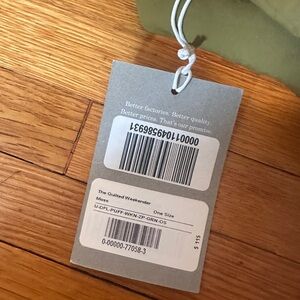 Better factories. Better quality.
Better prices. That's our promise.
0000110495886931
The Quilted Weekender
Moss
One Size
U-DFL-PUFF-WKN-ZP-GRN-OS
0-00000-77058-3
$ 115